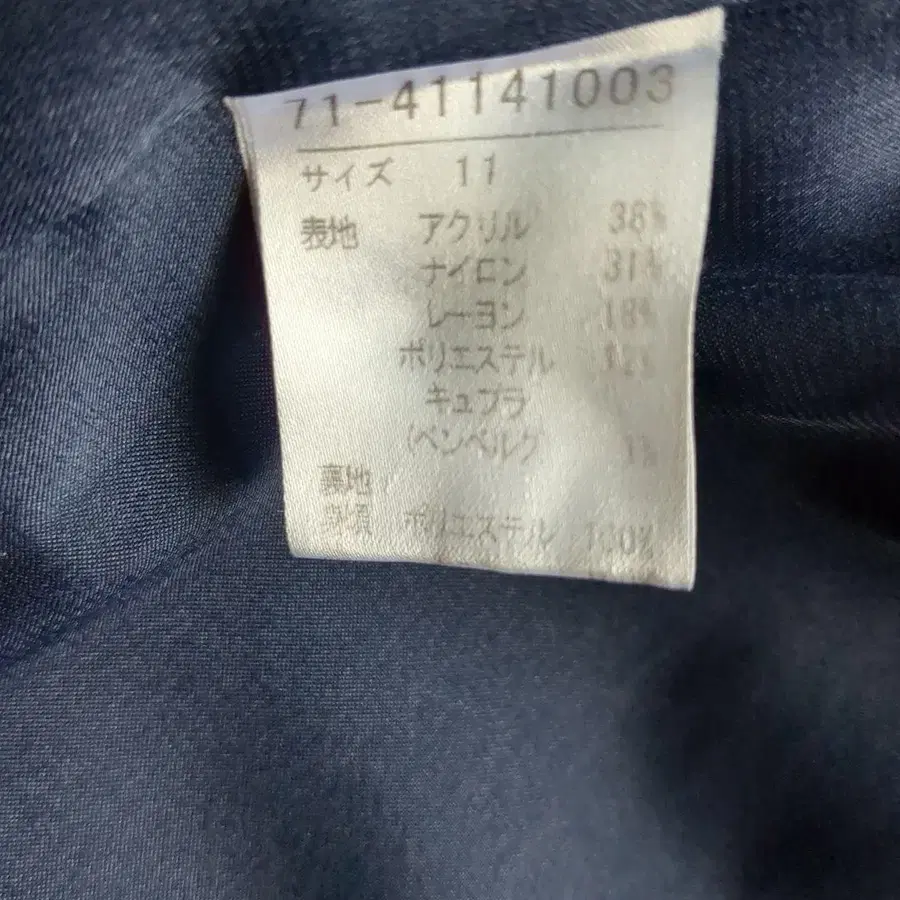 71-41141003
サイズ 11
表地 アクリル 38%
ナイロン 31%
レーヨン 18%
ポリエステル
キュプラ
(ベンベルグ) 1%
裏地
身頃 ポリエステル 100%